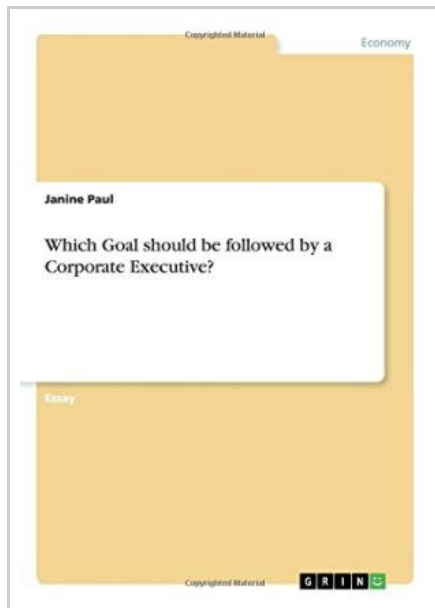 Copyrighted Material
Economy
Janine Paul
Which Goal should be followed by a
Corporate Executive?
Essay
Copyrighted Material
GRIN